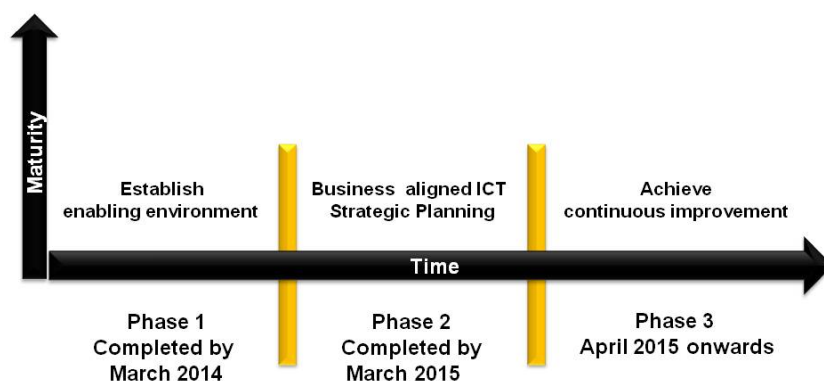 Maturity
Establish
enabling environment
Business aligned ICT
Strategic Planning
Achieve
continuous improvement
Time
Phase 1
Completed by
March 2014
Phase 2
Completed by
March 2015
Phase 3
April 2015 onwards